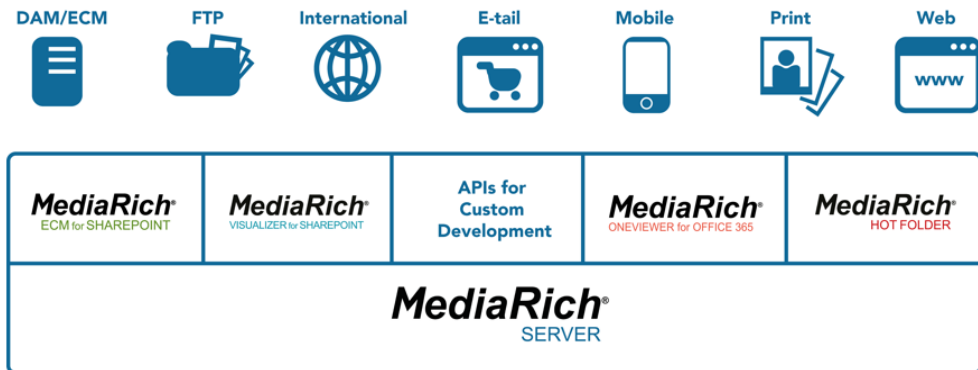 DAM/ECM FTP International E-tail Mobile Print Web
www
MediaRich® MediaRich® APIs for MediaRich® MediaRich®
ECM for SHAREPOINT VISUALIZER for SHAREPOINT Custom ONEVIEWER for OFFICE 365 HOT FOLDER
Development
MediaRich®
SERVER